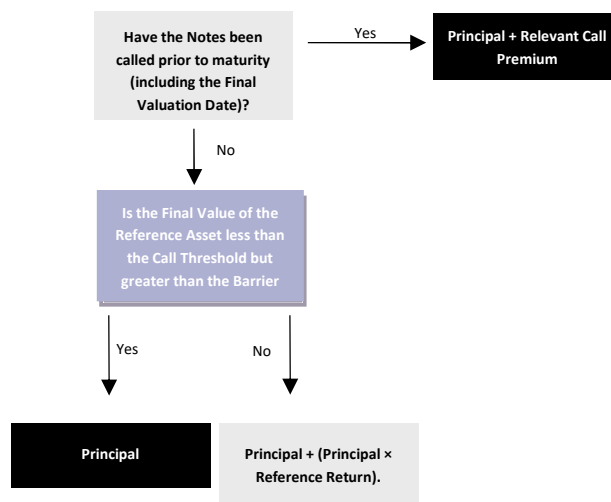 Have the Notes been
called prior to maturity
(including the Final
Valuation Date)?
Yes
Principal + Relevant Call
Premium
No
Is the Final Value of the
Reference Asset less than
the Call Threshold but
greater than the Barrier
Yes
No
Principal
Principal + (Principal ×
Reference Return).